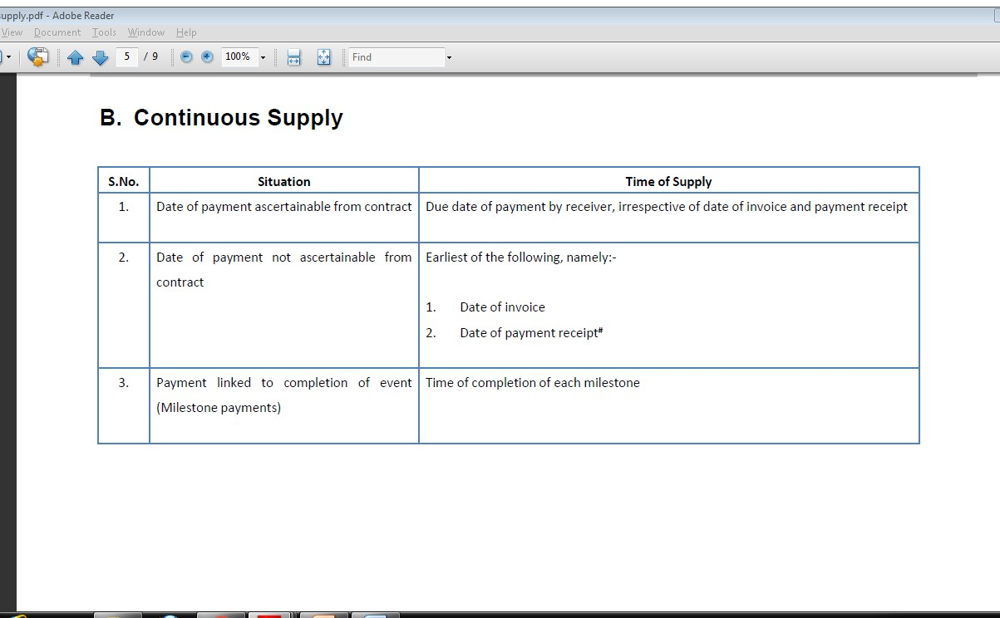 supply.pdf - Adobe Reader
View Document Tools Window Help
5 / 9 100% Find
B. Continuous Supply
S.No. Situation Time of Supply
1. Date of payment ascertainable from contract Due date of payment by receiver, irrespective of date of invoice and payment receipt
2. Date of payment not ascertainable from Earliest of the following, namely:-
contract
1. Date of invoice
2. Date of payment receipt#
3. Payment linked to completion of event Time of completion of each milestone
(Milestone payments)